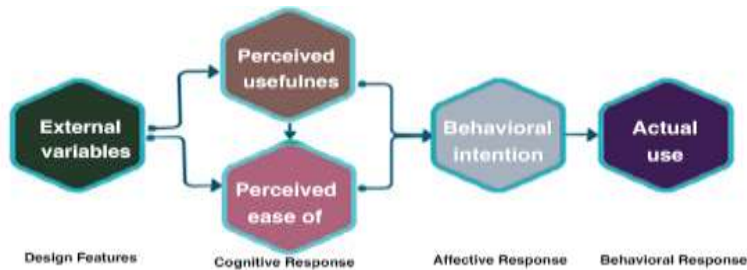 Perceived
usefulnes
External
variables
Behavioral
intention
Actual
use
Perceived
ease of
Design Features
Cognitive Response
Affective Response
Behavioral Response